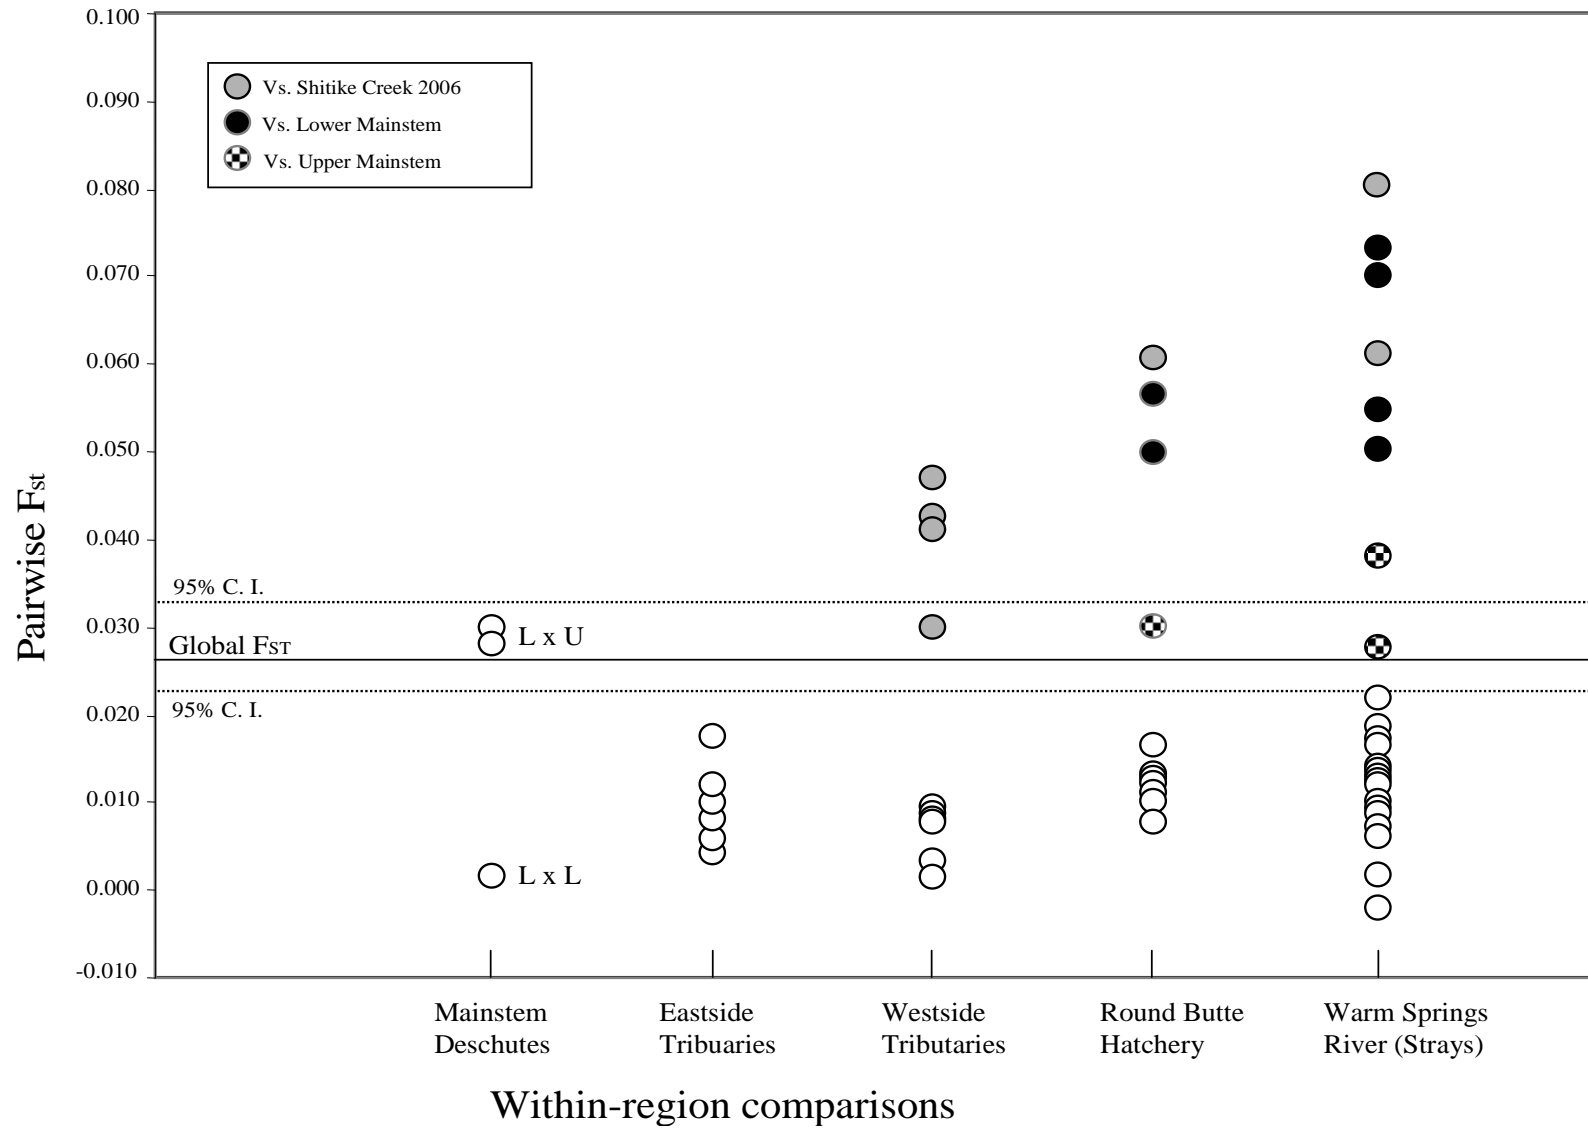 0.100
0.090
0.080
0.070
0.060
0.050
0.040
0.030
0.020
0.010
0.000
-0.010
Pairwise Fst
Vs. Shitike Creek 2006
Vs. Lower Mainstem
Vs. Upper Mainstem
95% C. I.
Global FST
95% C. I.
L x U
L x L
Mainstem
Deschutes
Eastside
Tribuaries
Westside
Tributaries
Round Butte
Hatchery
Warm Springs
River (Strays)
Within-region comparisons